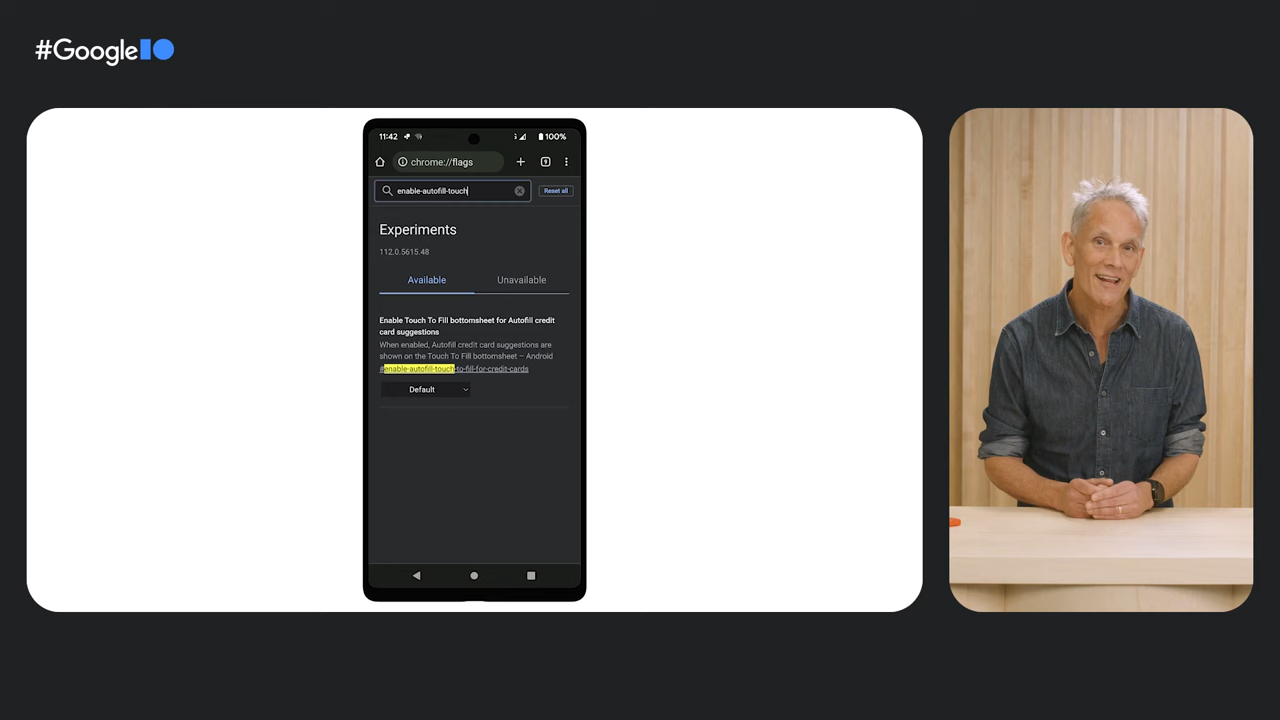 #GoogleIO
11:42
100%
chrome://flags
enable-autofill-touch
Reset all
Experiments
112.0.5615.48
Available
Unavailable
Enable Touch To Fill bottomsheet for Autofill credit
card suggestions
When enabled, Autofill credit card suggestions are
shown on the Touch To Fill bottomsheet – Android
#enable-autofill-touch-to-fill-for-credit-cards
Default